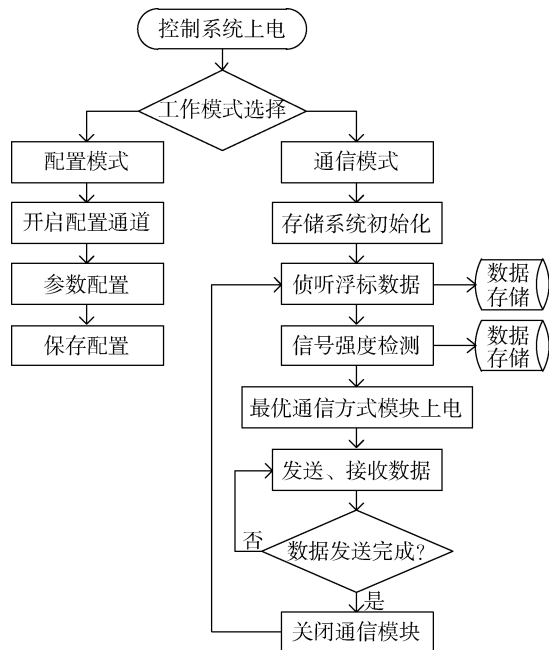 控制系统上电
工作模式选择
配置模式
通信模式
开启配置通道
存储系统初始化
参数配置
侦听浮标数据
数据
存储
保存配置
信号强度检测
数据
存储
最优通信方式模块上电
发送、接收数据
否
数据发送完成?
是
关闭通信模块